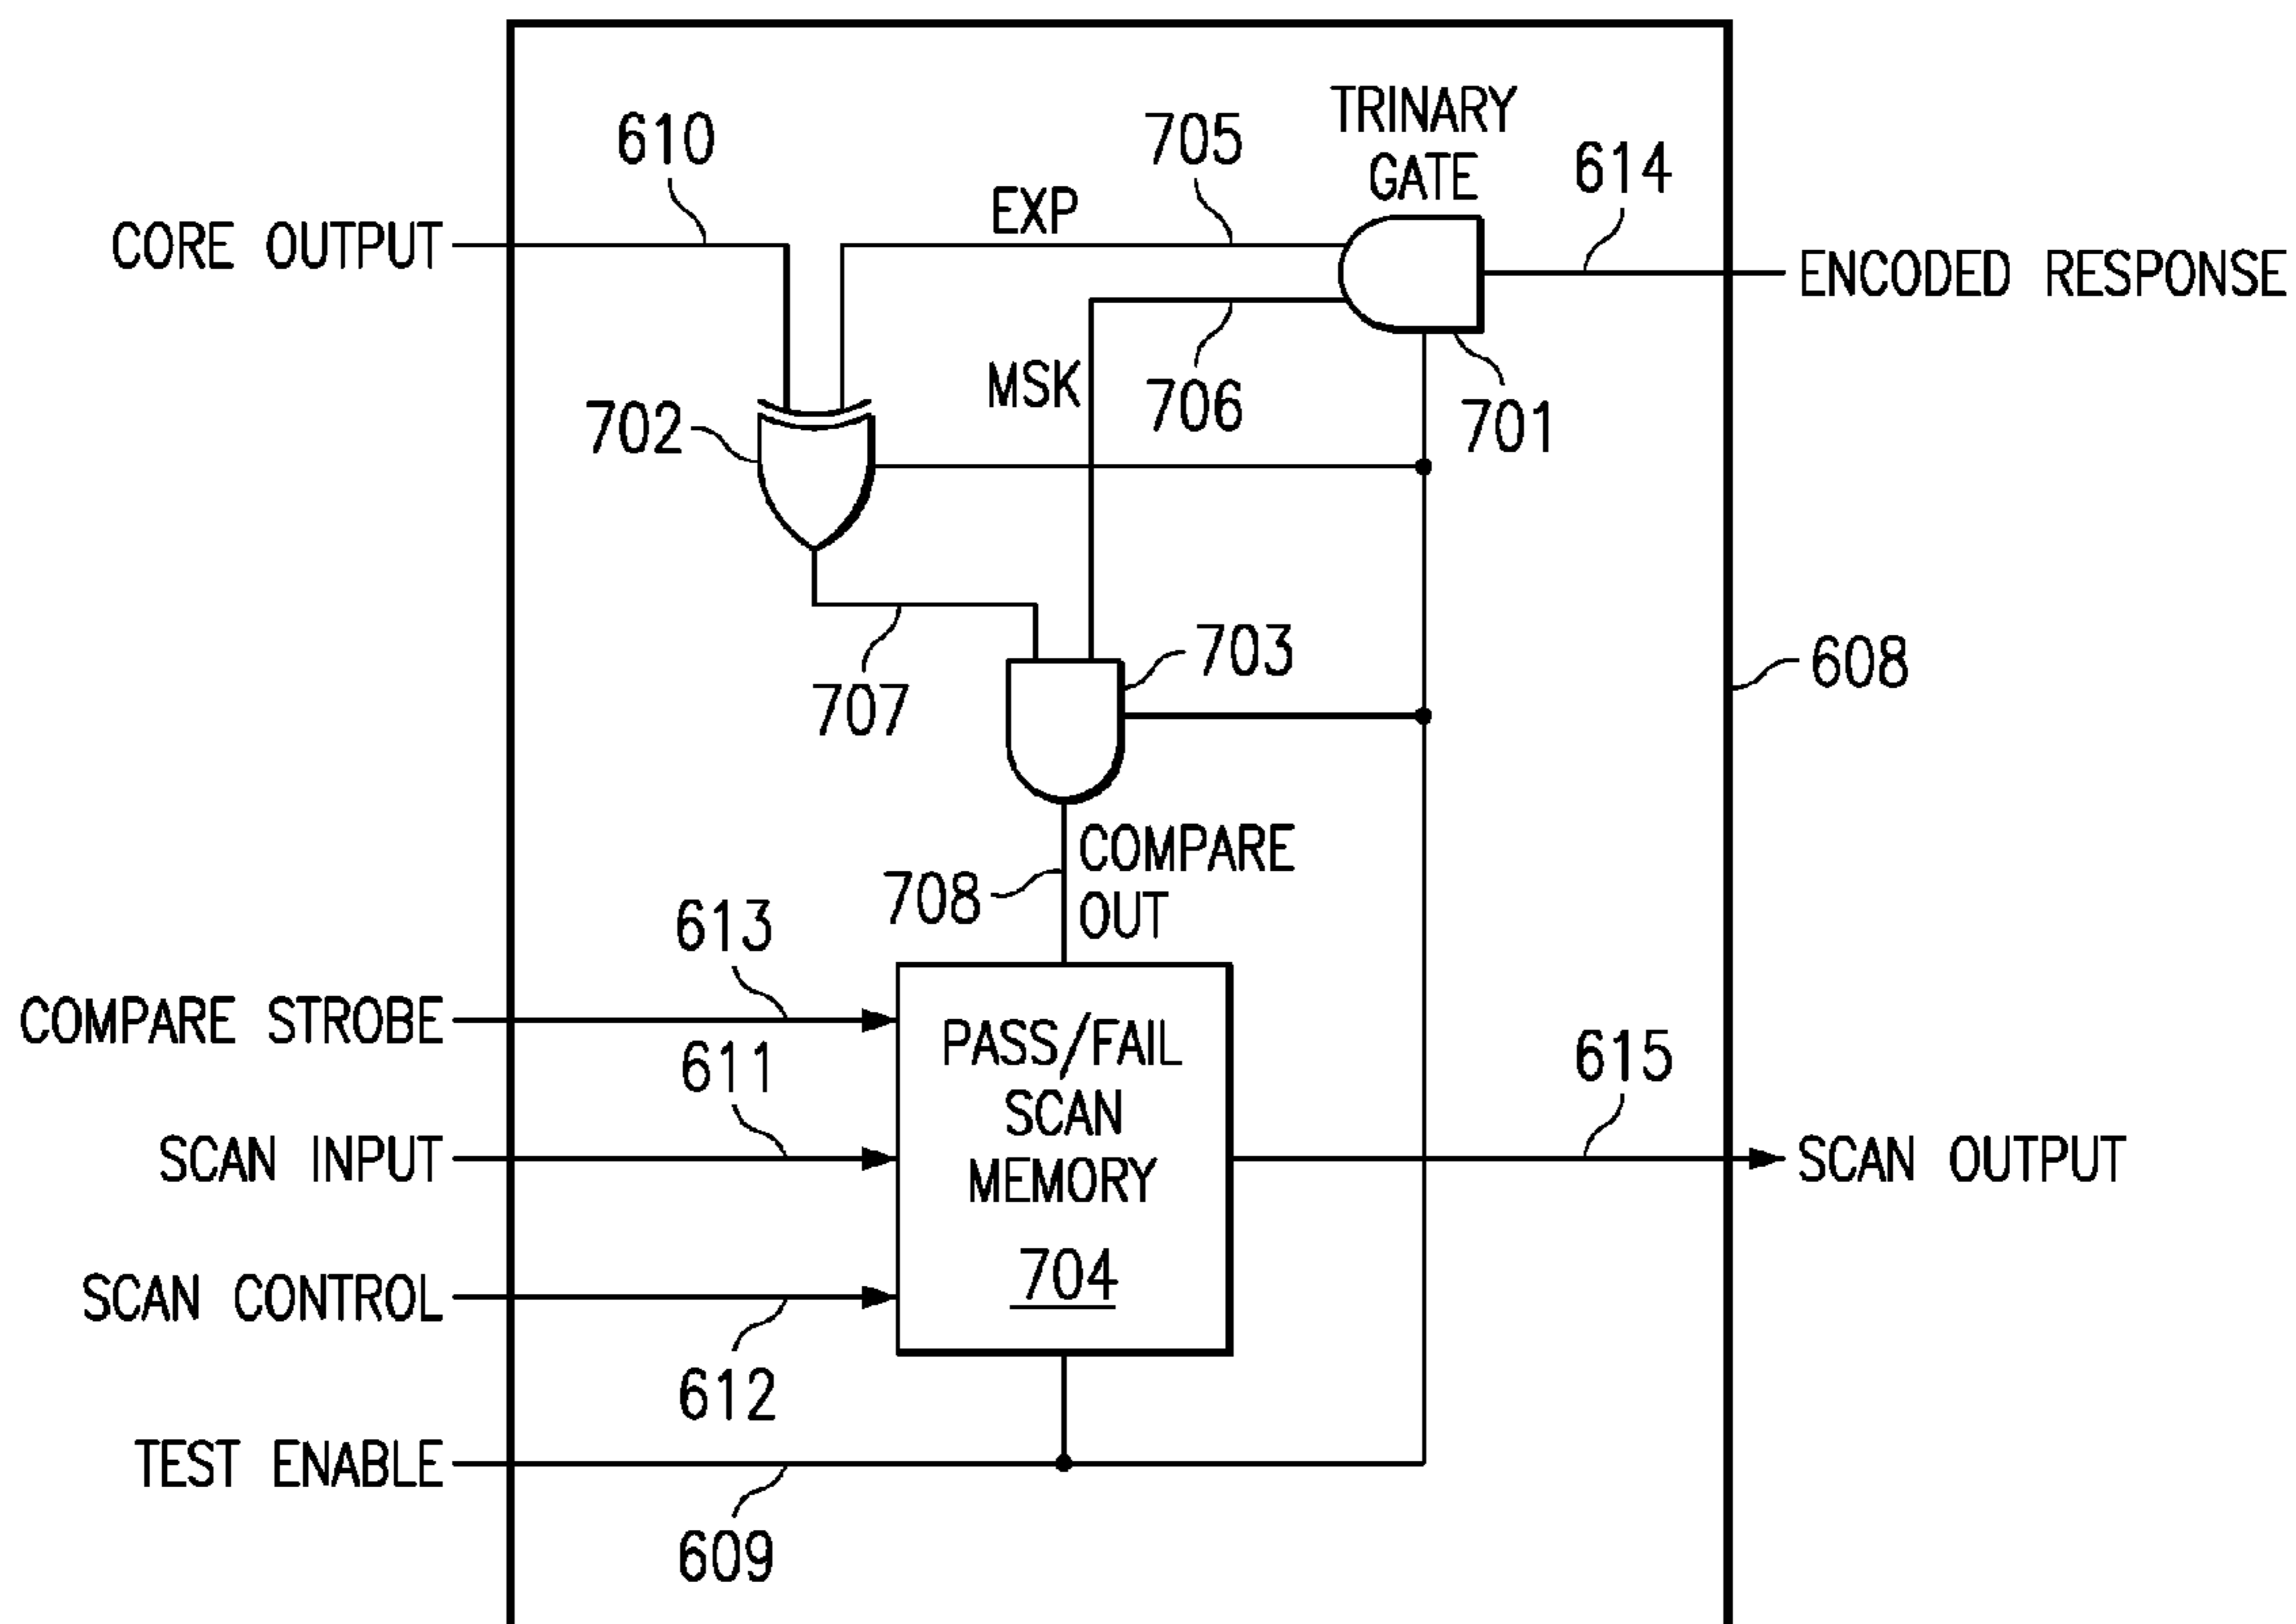 TRINARY
GATE
610
705
614
EXP
CORE OUTPUT
ENCODED RESPONSE
MSK
706
701
702
703
608
707
COMPARE
OUT
708
613
COMPARE STROBE
PASS/FAIL
SCAN
MEMORY
704
611
615
SCAN INPUT
SCAN OUTPUT
SCAN CONTROL
612
TEST ENABLE
609